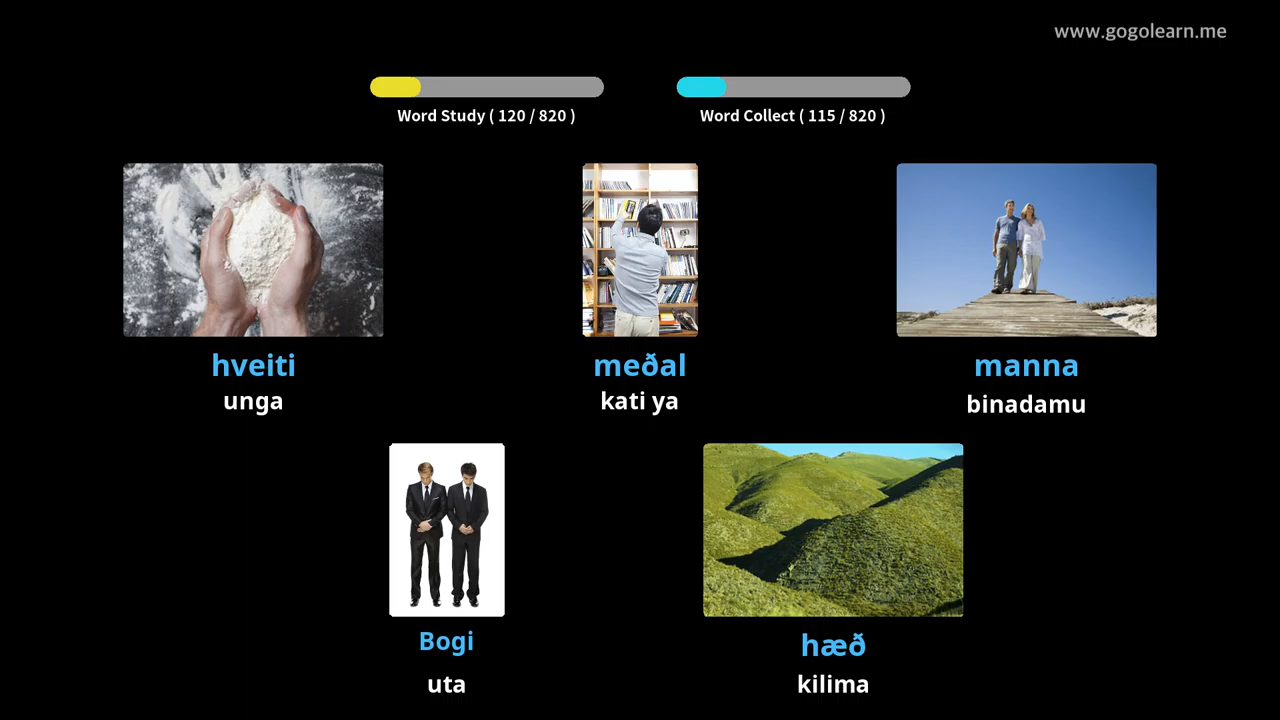 www.gogolearn.me
Word Study ( 120 / 820 )
Word Collect ( 115 / 820 )
hveiti
unga
meðal
kati ya
manna
binadamu
Bogi
uta
hæð
kilima